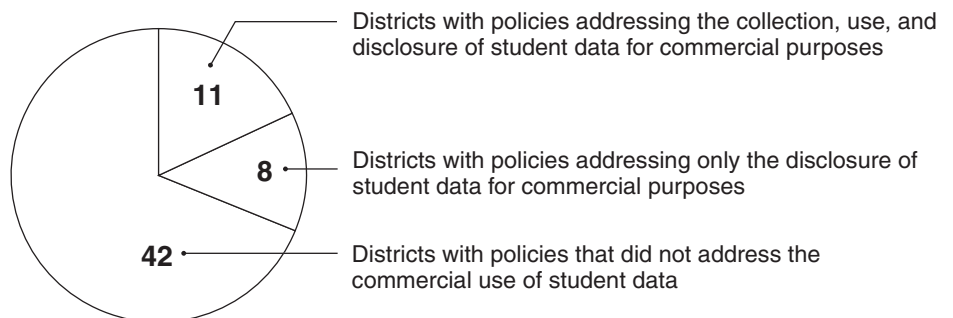 Districts with policies addressing the collection, use, and
disclosure of student data for commercial purposes
11
Districts with policies addressing only the disclosure of
student data for commercial purposes
8
Districts with policies that did not address the
commercial use of student data
42